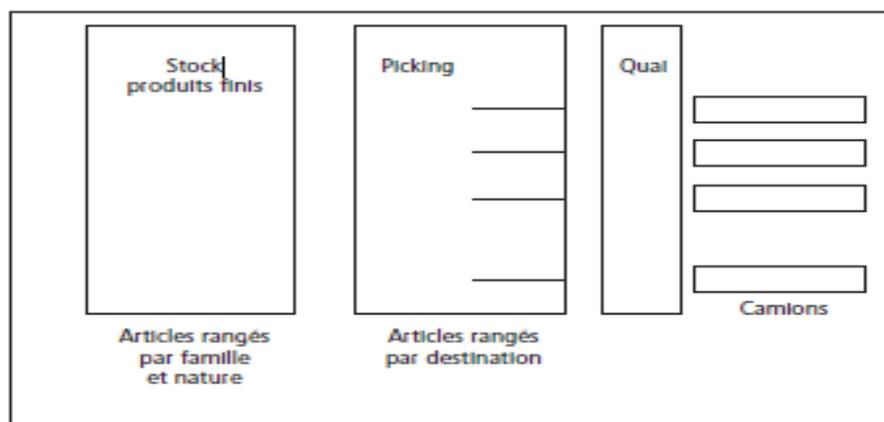 Stock
produits finis
Picking
Quai
Camions
Articles rangés
par famille
et nature
Articles rangés
par destination